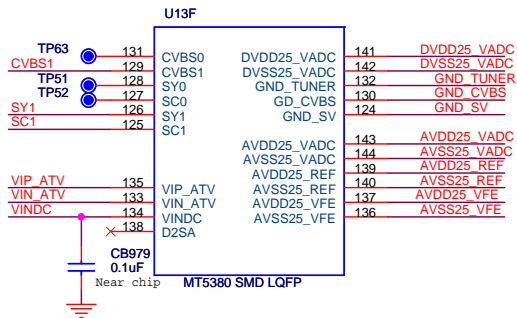 U13F
TP63 131 CVBS0 DVDD25_VADC 141 DVDD25_VADC
CVBS1 129 CVBS1 DVSS25_VADC 142 DVSS25_VADC
TP51 128 SY0 GND_TUNER 132 GND_TUNER
TP52 127 SC0 GD_CVBS 130 GND_CVBS
SY1 126 SY1 GND_SV 124 GND_SV
SC1 125 SC1
AVDD25_VADC 143 AVDD25_VADC
AVSS25_VADC 144 AVSS25_VADC
AVDD25_REF 139 AVDD25_REF
VIP_ATV 135 VIP_ATV AVSS25_REF 140 AVSS25_REF
VIN_ATV 133 VIN_ATV AVDD25_VFE 137 AVDD25_VFE
VINDC 134 VINDC AVSS25_VFE 136 AVSS25_VFE
138 D2SA
CB979
0.1uF
Near chip
MT5380 SMD LQFP